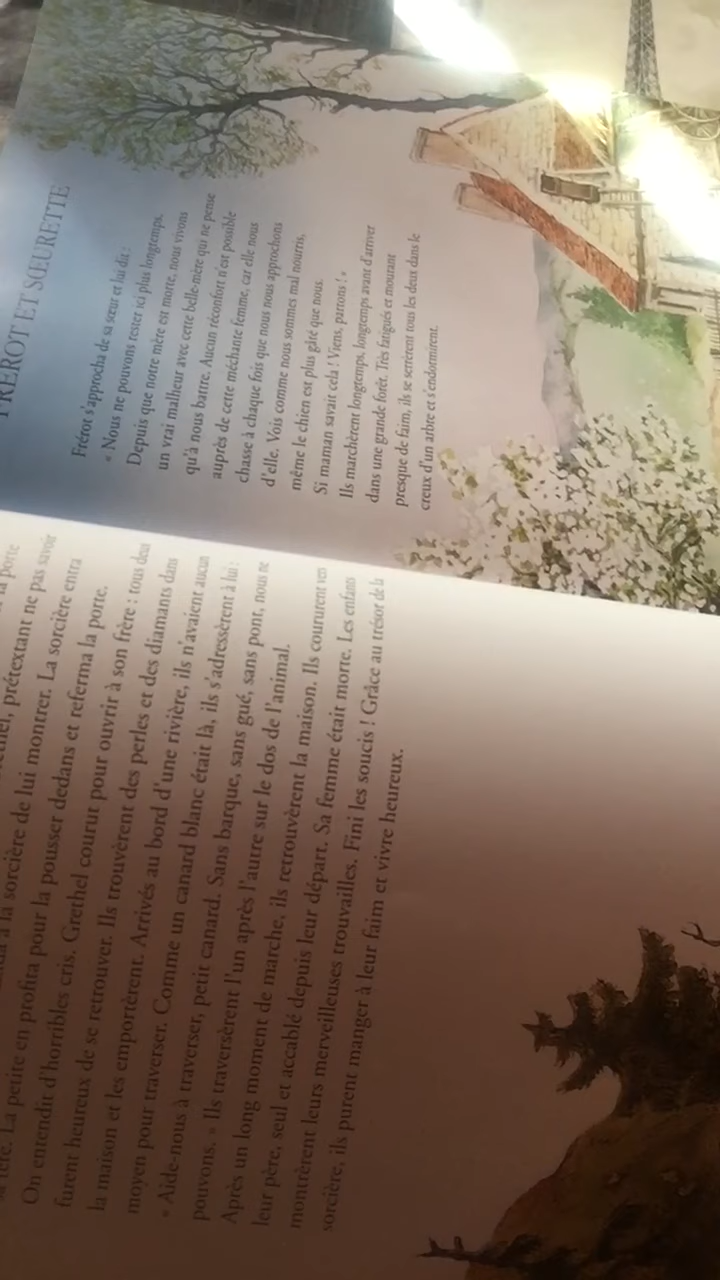 la porte
prétextant ne pas savoir
la sorcière de lui montrer. La sorcière entra
la tête. La petite en profita pour la pousser dedans et referma la porte.
On entendit d'horribles cris. Grethel courut pour ouvrir à son frère : tous deux
furent heureux de se retrouver. Ils trouvèrent des perles et des diamants dans
la maison et les emportèrent. Arrivés au bord d'une rivière, ils n'avaient aucun
moyen pour traverser. Comme un canard blanc était là, ils s'adressèrent à lui :
« Aide-nous à traverser, petit canard. Sans barque, sans gué, sans pont, nous ne
pouvons. » Ils traversèrent l'un après l'autre sur le dos de l'animal.
Après un long moment de marche, ils retrouvèrent la maison. Ils coururent vers
leur père, seul et accablé depuis leur départ. Sa femme était morte. Les enfants
montrèrent leurs merveilleuses trouvailles. Fini les soucis ! Grâce au trésor de la
sorcière, ils purent manger à leur faim et vivre heureux.
FRÉROT ET SŒURETTE
Frérot s'approcha de sa sœur et lui dit :
« Nous ne pouvons rester ici plus longtemps.
Depuis que notre mère est morte, nous vivons
un vrai malheur avec cette belle-mère qui ne pense
qu'à nous battre. Aucun réconfort n'est possible
auprès de cette méchante femme, car elle nous
chasse à chaque fois que nous nous approchons
d'elle. Vois comme nous sommes mal nourris,
même le chien est plus gâté que nous.
Si maman savait cela ! Viens, partons ! »
Ils marchèrent longtemps, longtemps avant d'arriver
dans une grande forêt. Très fatigués et mourant
presque de faim, ils se serrèrent tous les deux dans le
creux d'un arbre et s'endormirent.